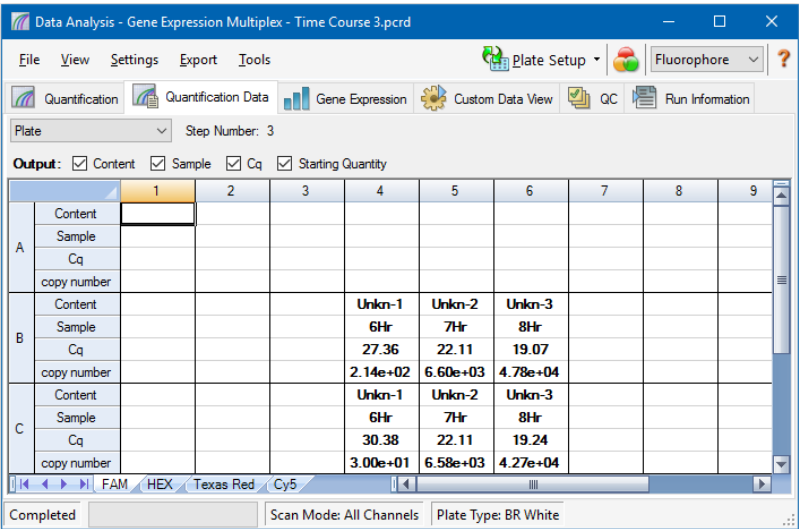 Data Analysis - Gene Expression Multiplex - Time Course 3.pcrd
File View Settings Export Tools Plate Setup Fluorophore ?
Quantification Quantification Data Gene Expression Custom Data View QC Run Information
Plate Step Number: 3
Output: Content Sample Cq Starting Quantity
1 2 3 4 5 6 7 8 9
A
Content
Sample
Cq
copy number
B
Content Unkn-1 Unkn-2 Unkn-3
Sample 6Hr 7Hr 8Hr
Cq 27.36 22.11 19.07
copy number 2.14e+02 6.60e+03 4.78e+04
C
Content Unkn-1 Unkn-2 Unkn-3
Sample 6Hr 7Hr 8Hr
Cq 30.38 22.11 19.24
copy number 3.00e+01 6.58e+03 4.27e+04
FAM HEX Texas Red Cy5
Completed Scan Mode: All Channels Plate Type: BR White